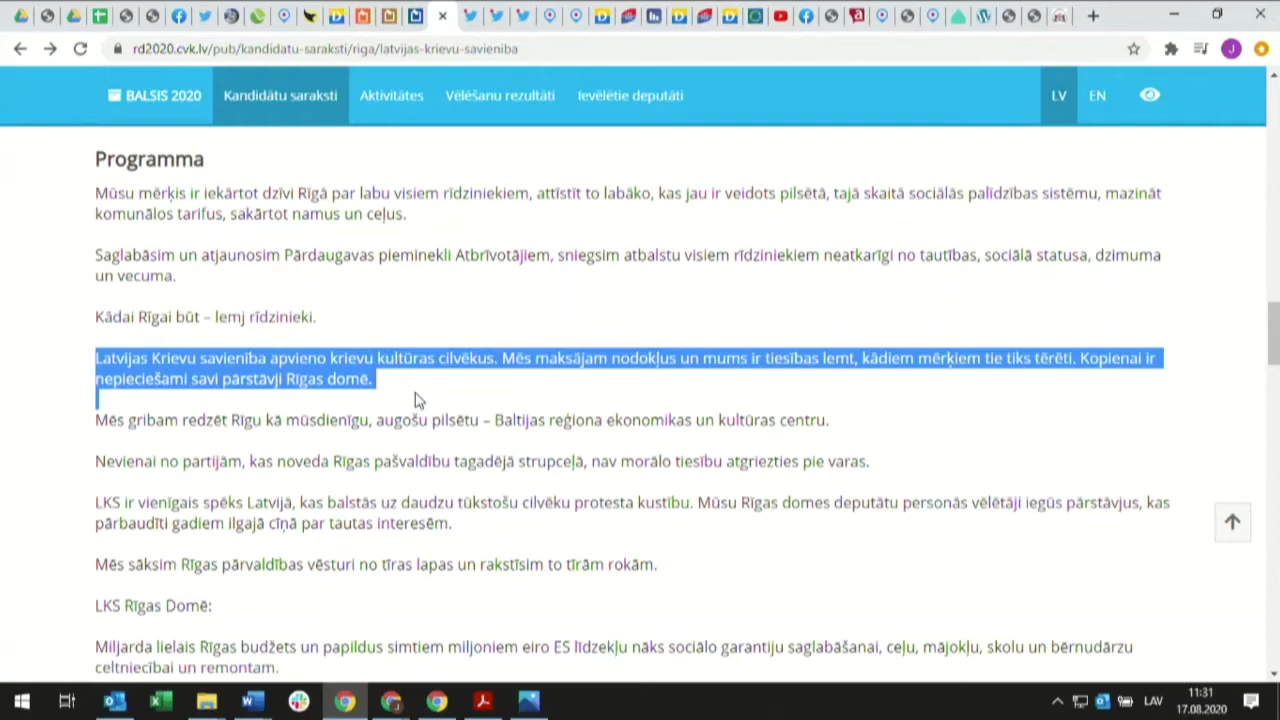 rd2020.cvk.lv/pub/kandidatu-saraksti/riga/latvijas-krievu-savieniba
J
BALSIS 2020
Kandidātu saraksti
Aktivitātes
Vēlēšanu rezultāti
Ievēlētie deputāti
LV
EN
Programma
Mūsu mērķis ir iekārtot dzīvi Rīgā par labu visiem rīdziniekiem, attīstīt to labāko, kas jau ir veidots pilsētā, tajā skaitā sociālās palīdzības sistēmu, mazināt
komunālos tarifus, sakārtot namus un ceļus.
Saglabāsim un atjaunosim Pārdaugavas pieminekli Atbrīvotājiem, sniegsim atbalstu visiem rīdziniekiem neatkarīgi no tautības, sociālā statusa, dzimuma
un vecuma.
Kādai Rīgai būt – lemj rīdzinieki.
Latvijas Krievu savienība apvieno krievu kultūras cilvēkus. Mēs maksājam nodokļus un mums ir tiesības lemt, kādiem mērķiem tie tiks tērēti. Kopienai ir
nepieciešami savi pārstāvji Rīgas domē.
Mēs gribam redzēt Rīgu kā mūsdienīgu, augošu pilsētu – Baltijas reģiona ekonomikas un kultūras centru.
Nevienai no partijām, kas noveda Rīgas pašvaldību tagadējā strupceļā, nav morālo tiesību atgriezties pie varas.
LKS ir vienīgais spēks Latvijā, kas balstās uz daudzu tūkstošu cilvēku protesta kustību. Mūsu Rīgas domes deputātu personās vēlētāji iegūs pārstāvjus, kas
pārbaudīti gadiem ilgajā cīņā par tautas interesēm.
Mēs sāksim Rīgas pārvaldības vēsturi no tīras lapas un rakstīsim to tīrām rokām.
LKS Rīgas Domē:
Miljarda lielais Rīgas budžets un papildus simtiem miljoniem eiro ES līdzekļu nāks sociālo garantiju saglabāšanai, ceļu, mājokļu, skolu un bērnudārzu
celtniecībai un remontam.
LAV
11:31
17.08.2020